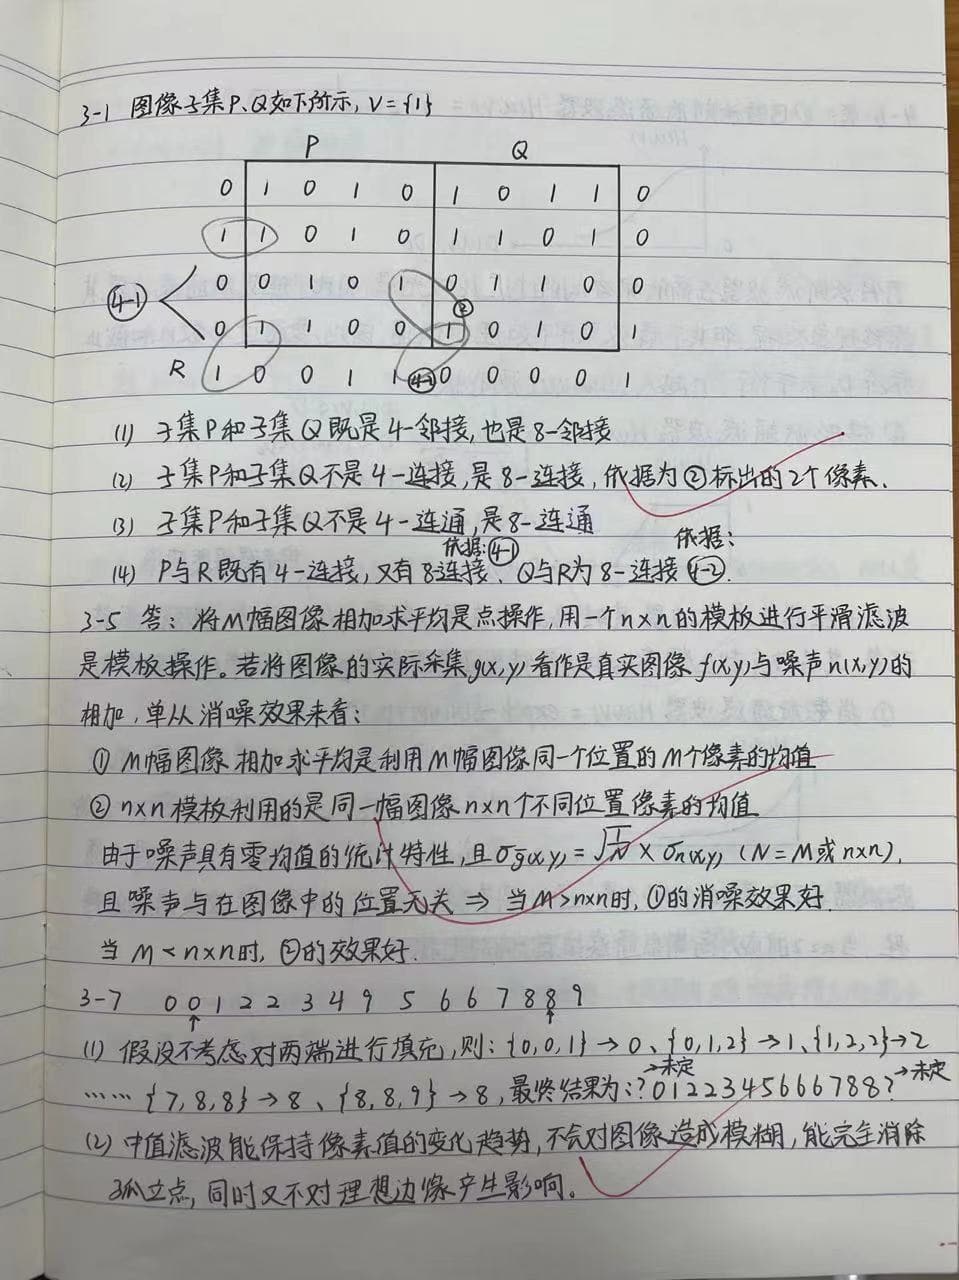 3-1 图像子集P、Q如下所示, V={1}
P Q
0 1 0 1 0 1 0 1 1 0
1 1 0 1 0 1 1 0 1 0
0 0 1 0 1 0 1 1 0 0
④-1 ②
0 1 1 0 0 1 0 1 0 1
R 1 0 0 1 1 ④-2 0 0 0 0 1
(1) 子集P和子集Q既是4-邻接,也是8-邻接
(2) 子集P和子集Q不是4-连接,是8-连接,依据为②标出的2个像素.
(3) 子集P和子集Q不是4-连通,是8-连通
依据:④-1 依据:
(4) P与R既有4-连接,又有8连接、Q与R为8-连接④-2.
3-5 答: 将M幅图像相加求平均是点操作,用一个n×n的模板进行平滑滤波
是模板操作。若将图像的实际采集g(x,y)看作是真实图像f(x,y)与噪声n(x,y)的
相加,单从消噪效果来看:
① M幅图像相加求平均是利用M幅图像同一个位置的M个像素的均值
② n×n模板利用的是同一幅图像n×n个不同位置像素的均值
由于噪声具有零均值的统计特性,且σḡ(x,y)=√(1/N)×σn(x,y) (N=M或n×n),
且噪声与在图像中的位置无关 ⇒ 当M>n×n时,①的消噪效果好.
当M<n×n时,②的效果好.
3-7 0 0 1 2 2 3 4 9 5 6 6 7 8 8 9
↑ ↑
(1) 假设不考虑对两端进行填充,则: {0,0,1}→0、{0,1,2}→1、{1,2,2}→2
→未定 →未定
…… {7,8,8}→8、{8,8,9}→8,最终结果为:?0122345666788?
(2) 中值滤波能保持像素值的变化趋势,不会对图像造成模糊,能完全消除
孤立点,同时又不对理想边缘产生影响。